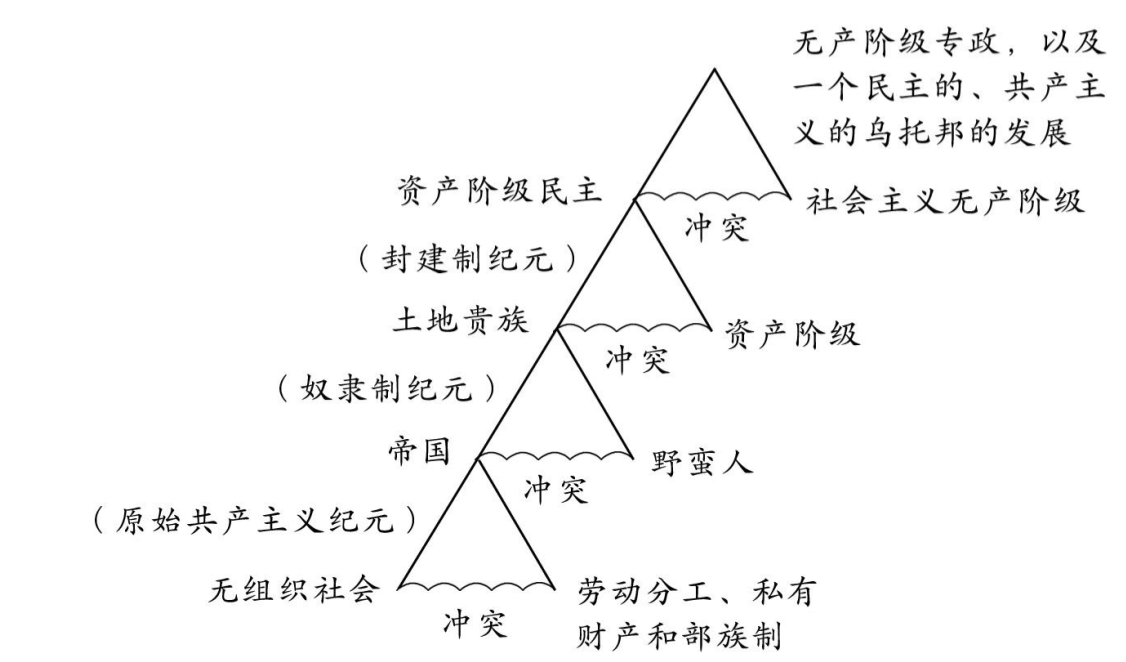 无产阶级专政，以及
一个民主的、共产主
义的乌托邦的发展
资产阶级民主
社会主义无产阶级
冲突
（封建制纪元）
土地贵族
资产阶级
冲突
（奴隶制纪元）
帝国
野蛮人
冲突
（原始共产主义纪元）
无组织社会
劳动分工、私有
财产和部族制
冲突